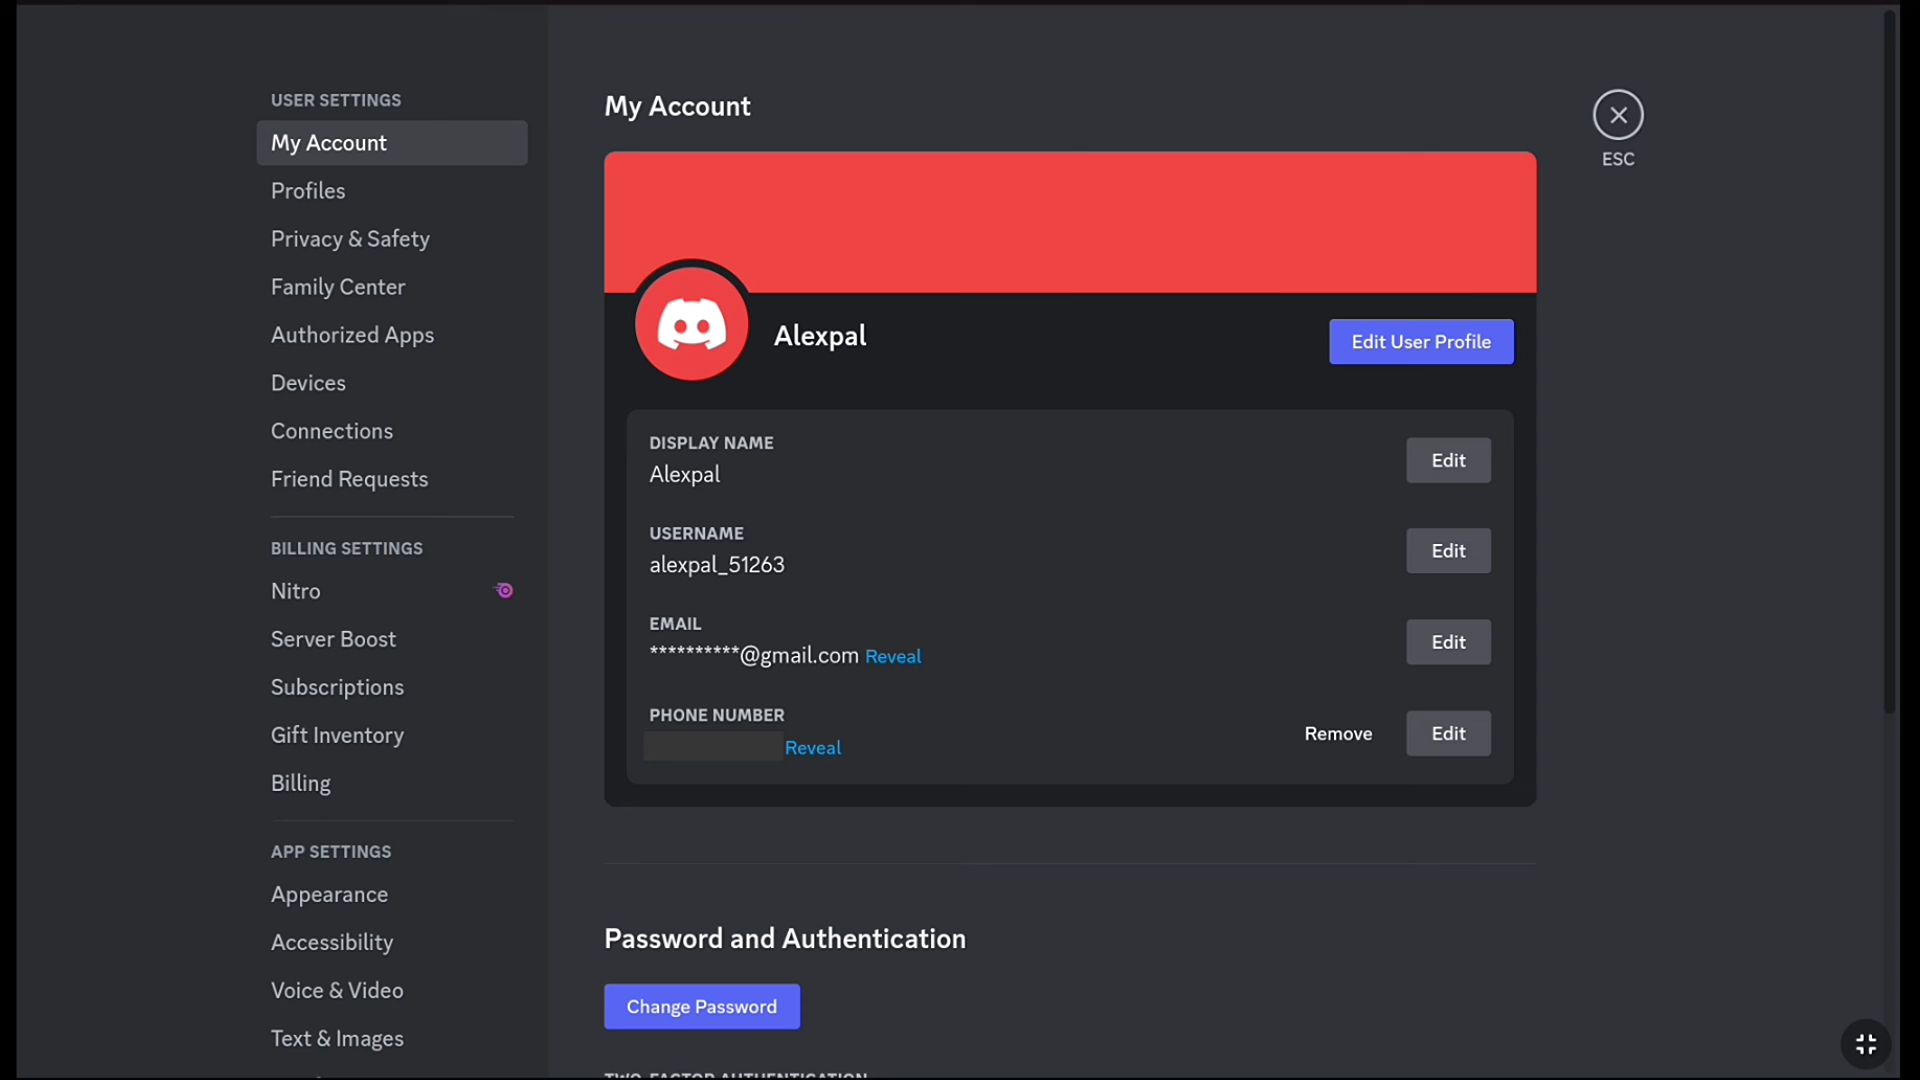 USER SETTINGS
My Account
Profiles
Privacy & Safety
Family Center
Authorized Apps
Devices
Connections
Friend Requests
BILLING SETTINGS
Nitro
Server Boost
Subscriptions
Gift Inventory
Billing
APP SETTINGS
Appearance
Accessibility
Voice & Video
Text & Images
My Account
ESC
Alexpal
Edit User Profile
DISPLAY NAME
Alexpal
Edit
USERNAME
alexpal_51263
Edit
EMAIL
**********@gmail.com Reveal
Edit
PHONE NUMBER
Reveal
Remove
Edit
Password and Authentication
Change Password
TWO-FACTOR AUTHENTICATION